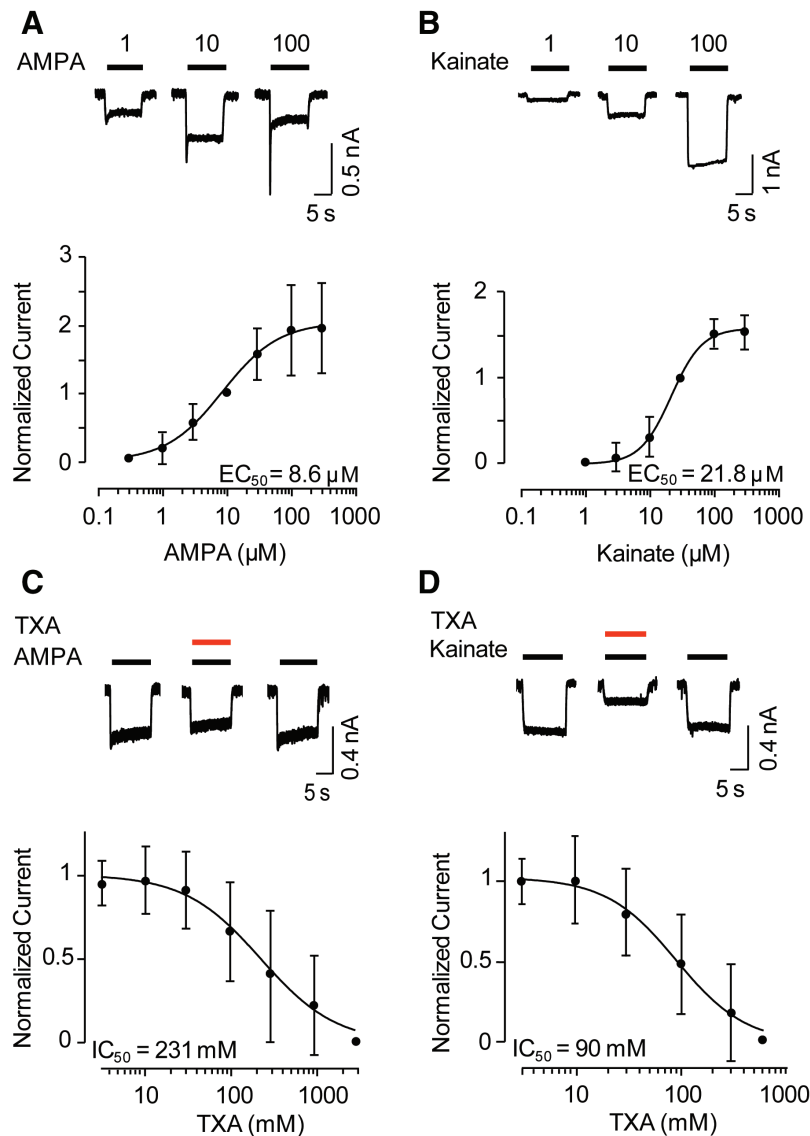 A
AMPA 1 10 100
0.5 nA
5 s
Normalized Current
3
2
1
0
EC50 = 8.6 µM
0.1 1 10 100 1000
AMPA (µM)
B
Kainate 1 10 100
1 nA
5 s
Normalized Current
2
1
0
EC50 = 21.8 µM
0.1 1 10 100 1000
Kainate (µM)
C
TXA
AMPA
0.4 nA
5 s
Normalized Current
1
0.5
0
IC50 = 231 mM
10 100 1000
TXA (mM)
D
TXA
Kainate
0.4 nA
5 s
Normalized Current
1
0.5
0
IC50 = 90 mM
10 100 1000
TXA (mM)